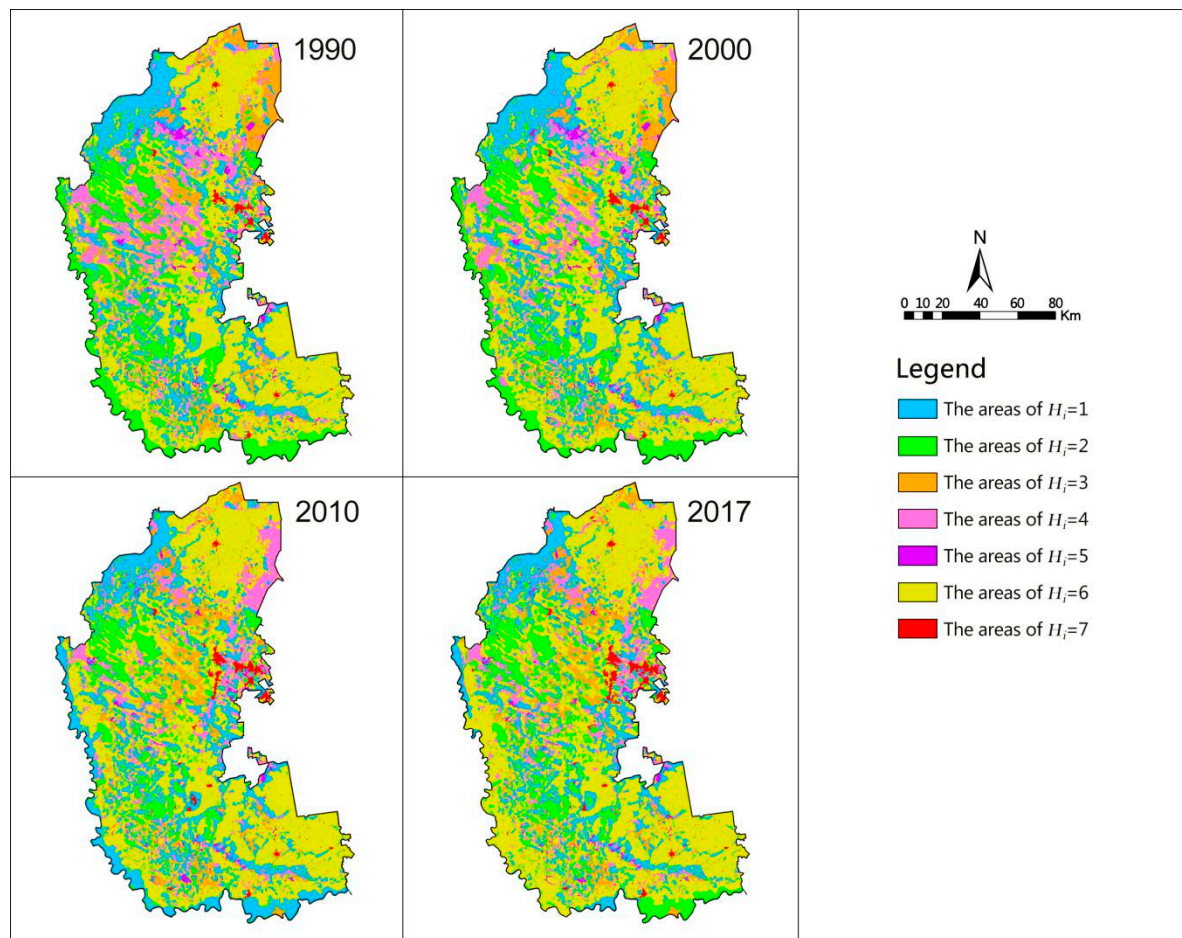 1990
2000
2010
2017
N
0 10 20 40 60 80
Km
Legend
The areas of Hᵢ=1
The areas of Hᵢ=2
The areas of Hᵢ=3
The areas of Hᵢ=4
The areas of Hᵢ=5
The areas of Hᵢ=6
The areas of Hᵢ=7